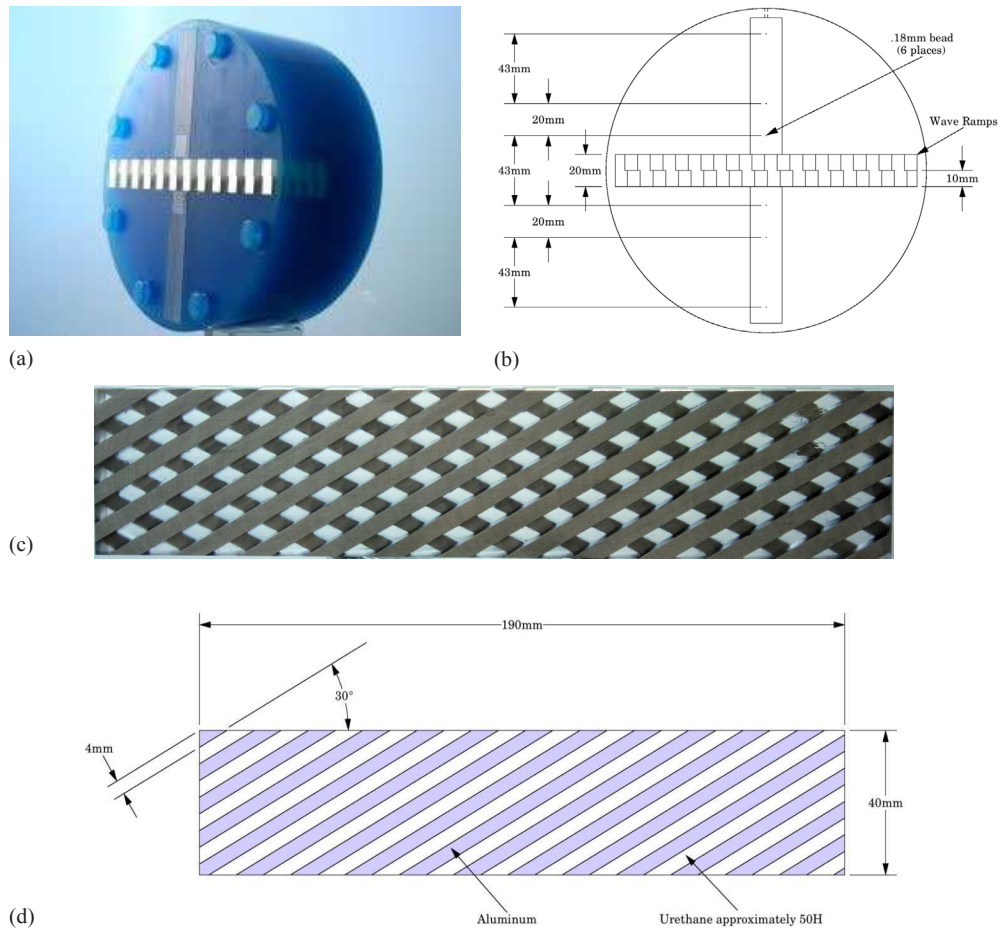 .18mm bead
(6 places)
43mm
20mm
Wave Ramps
43mm
20mm
10mm
20mm
43mm
(a)
(b)
(c)
190mm
30°
4mm
40mm
Aluminum
Urethane approximately 50H
(d)